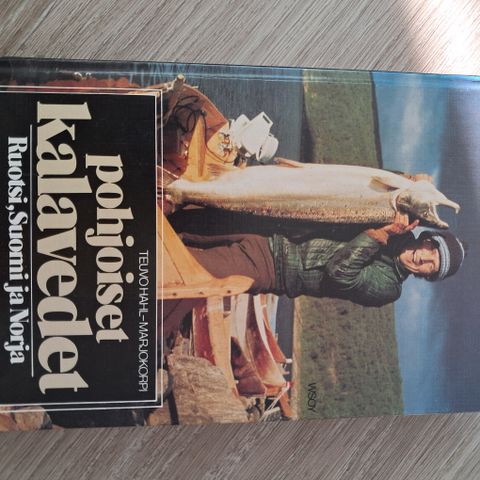 WSOY
TEUVO HAHL-MARJOKORPI
pohjoiset
kalavedet
Ruotsi, Suomi ja Norja